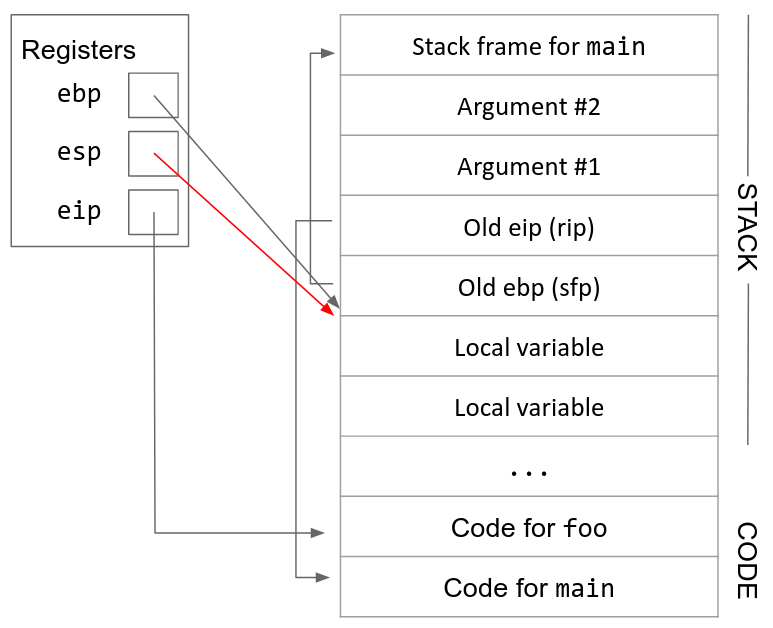 Registers
ebp
esp
eip
Stack frame for main
Argument #2
Argument #1
Old eip (rip)
Old ebp (sfp)
Local variable
Local variable
...
Code for foo
Code for main
STACK
CODE